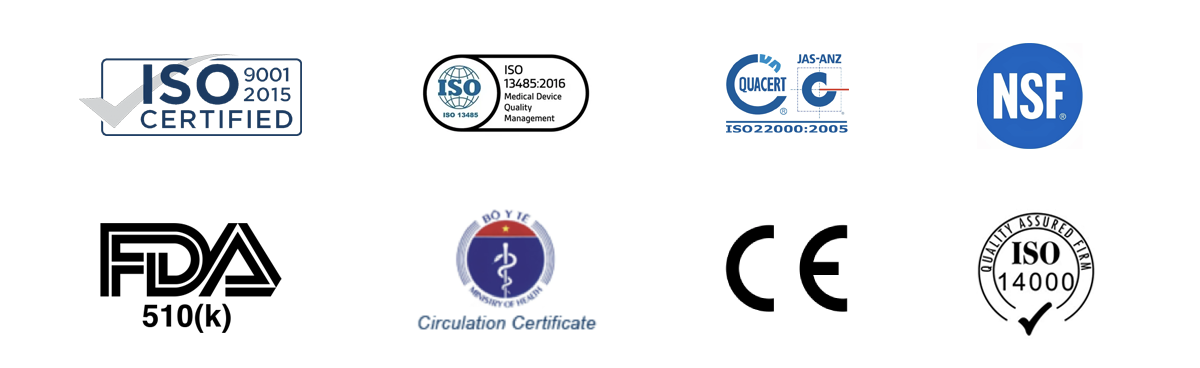 ISO 9001
2015
CERTIFIED
ISO
ISO 13485
ISO
13485:2016
Medical Device
Quality
Management
QUACERT
®
JAS-ANZ
C
ISO22000:2005
NSF®
FDA
510(k)
BỘ Y TẾ
MINISTRY OF HEALTH
Circulation Certificate
CE
QUALITY ASSURED FIRM
ISO
14000